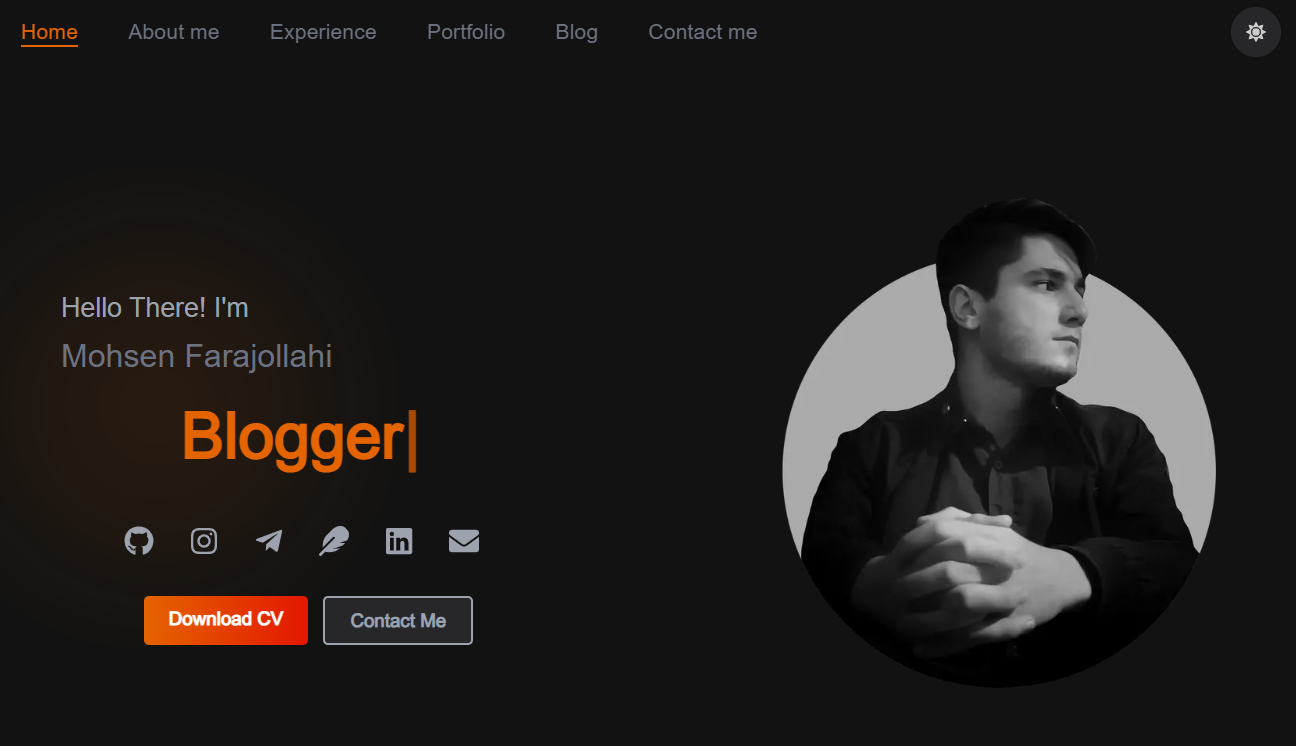 Home About me Experience Portfolio Blog Contact me
Hello There! I'm
Mohsen Farajollahi
Blogger|
Download CV Contact Me